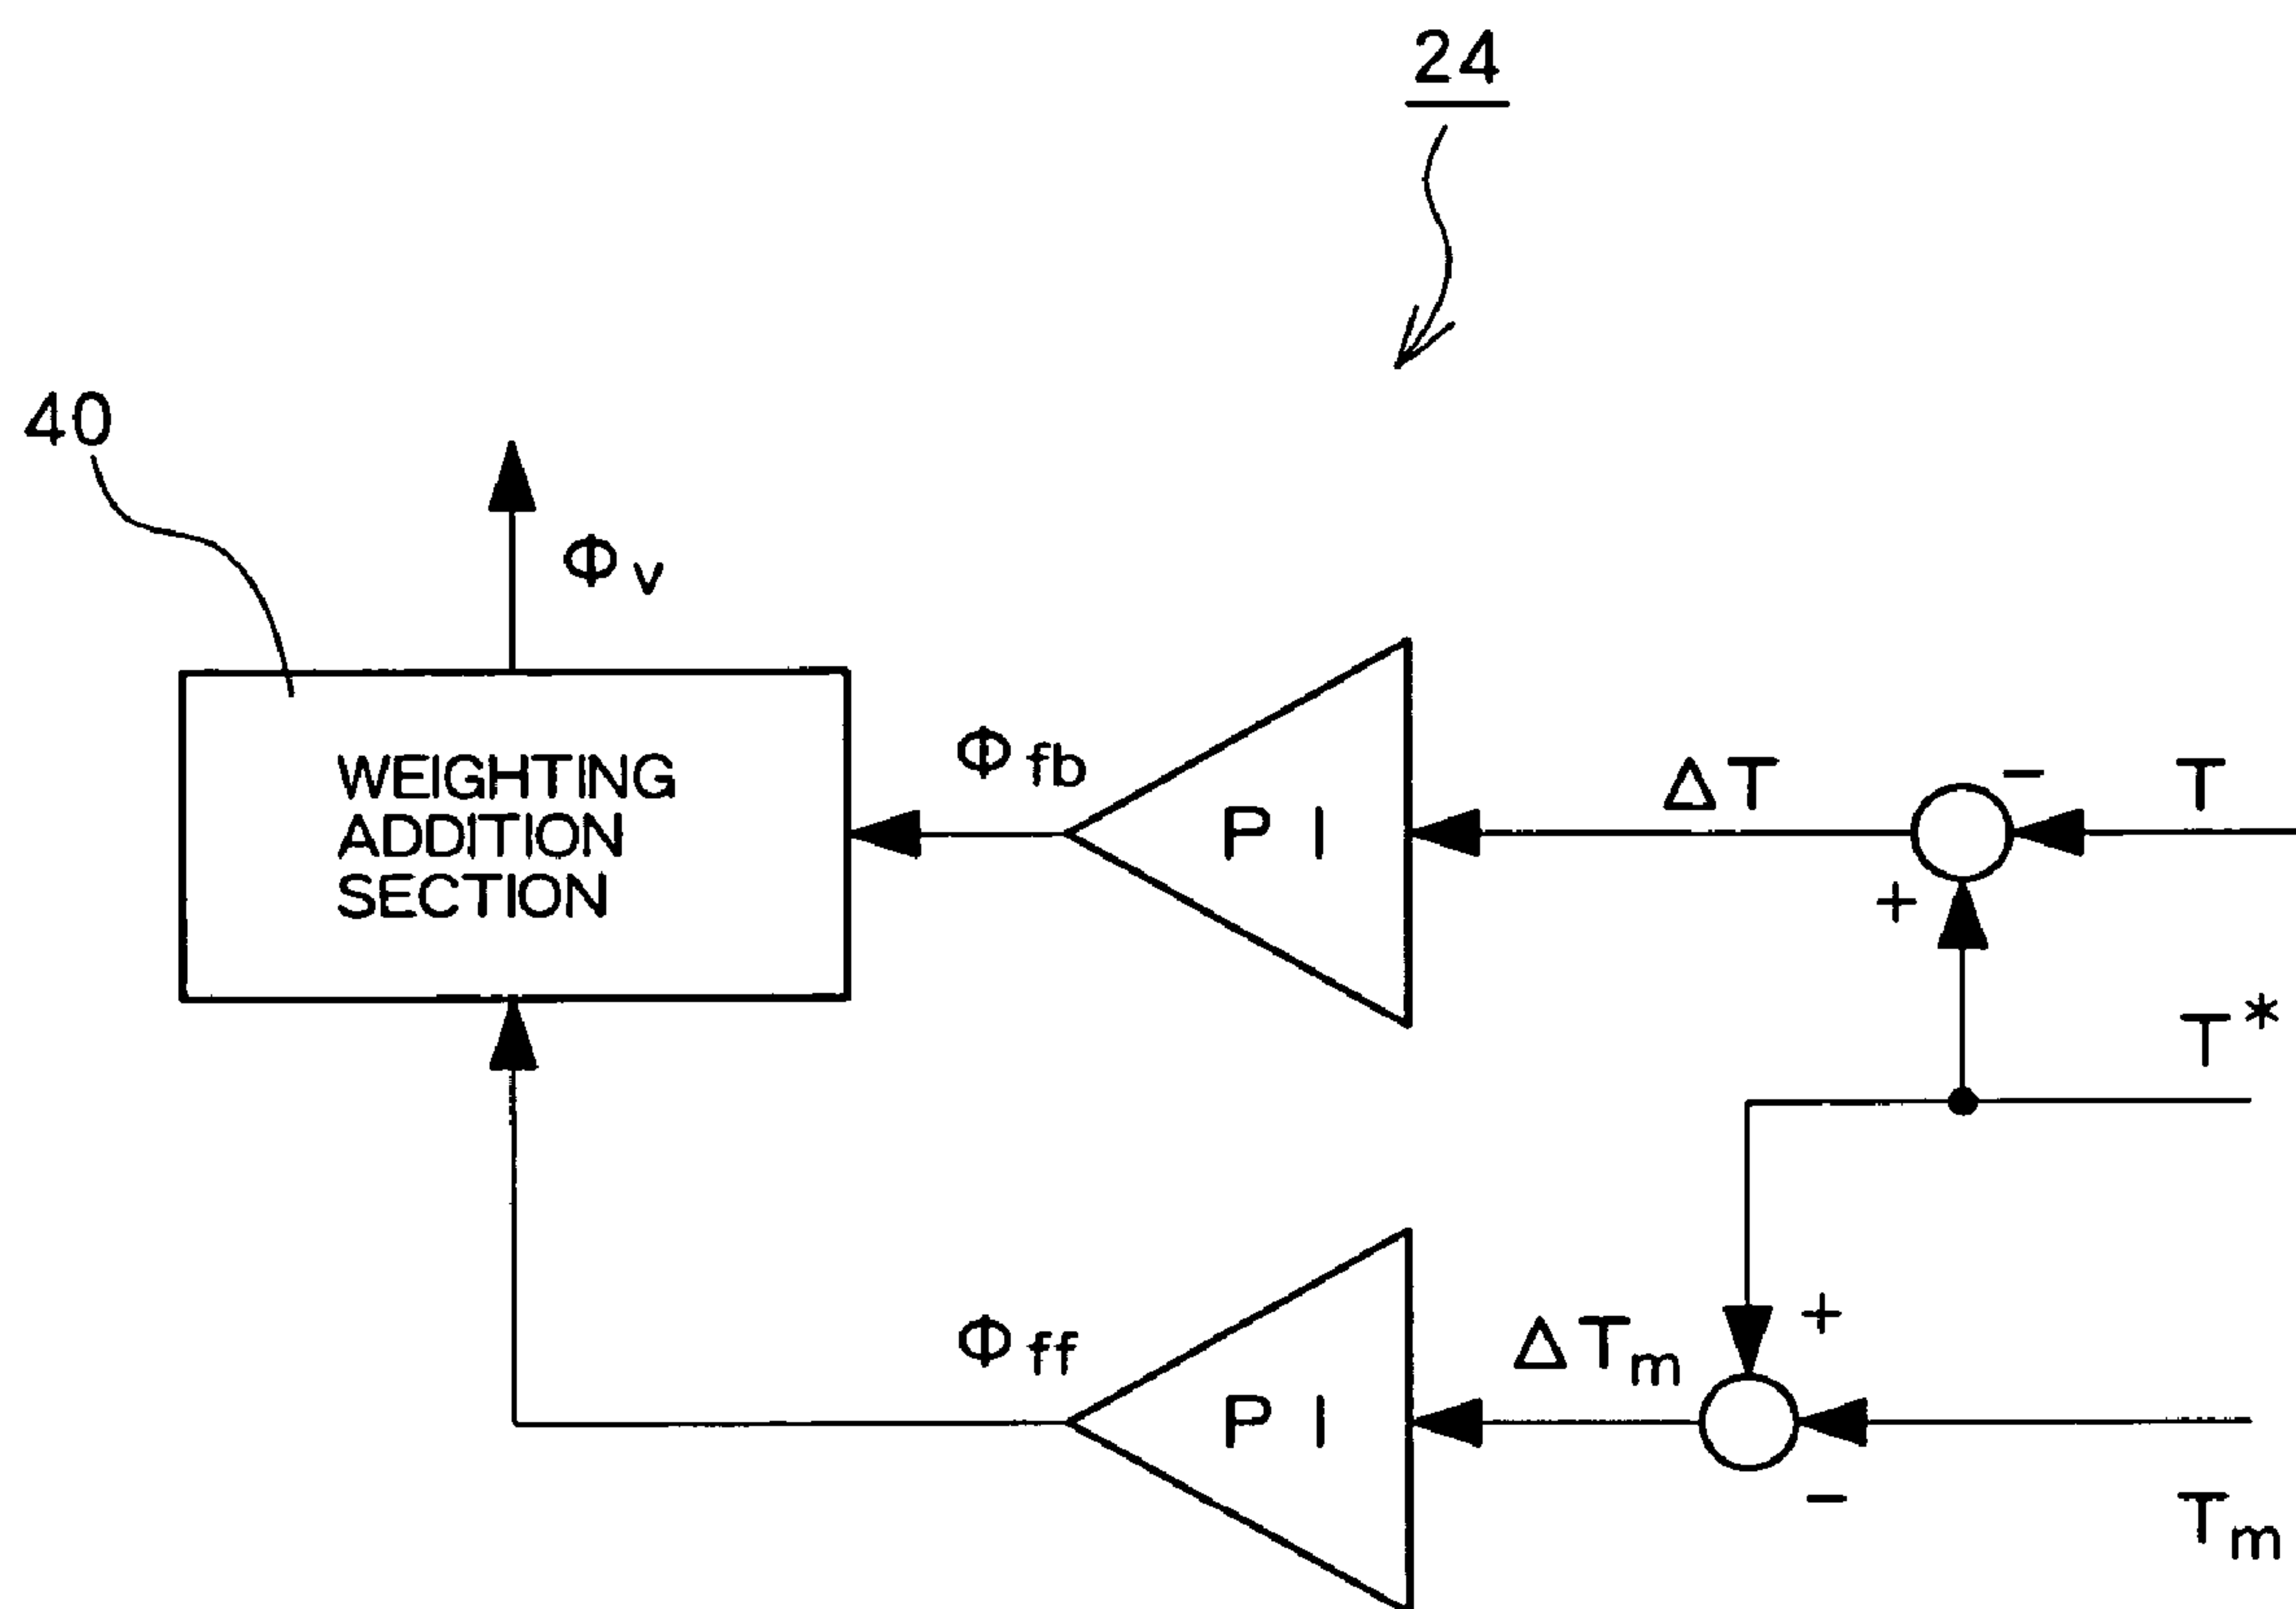 24
40
Φv
WEIGHTING
ADDITION
SECTION
Φfb
P I
ΔT
−
T
+
T*
Φff
P I
ΔTm
+
−
Tm